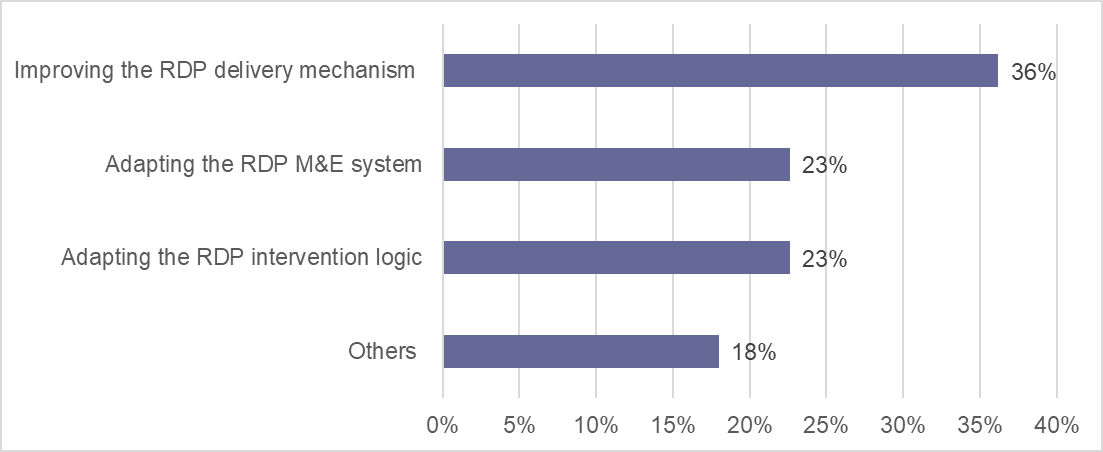 Improving the RDP delivery mechanism 36%
Adapting the RDP M&E system 23%
Adapting the RDP intervention logic 23%
Others 18%
0% 5% 10% 15% 20% 25% 30% 35% 40%